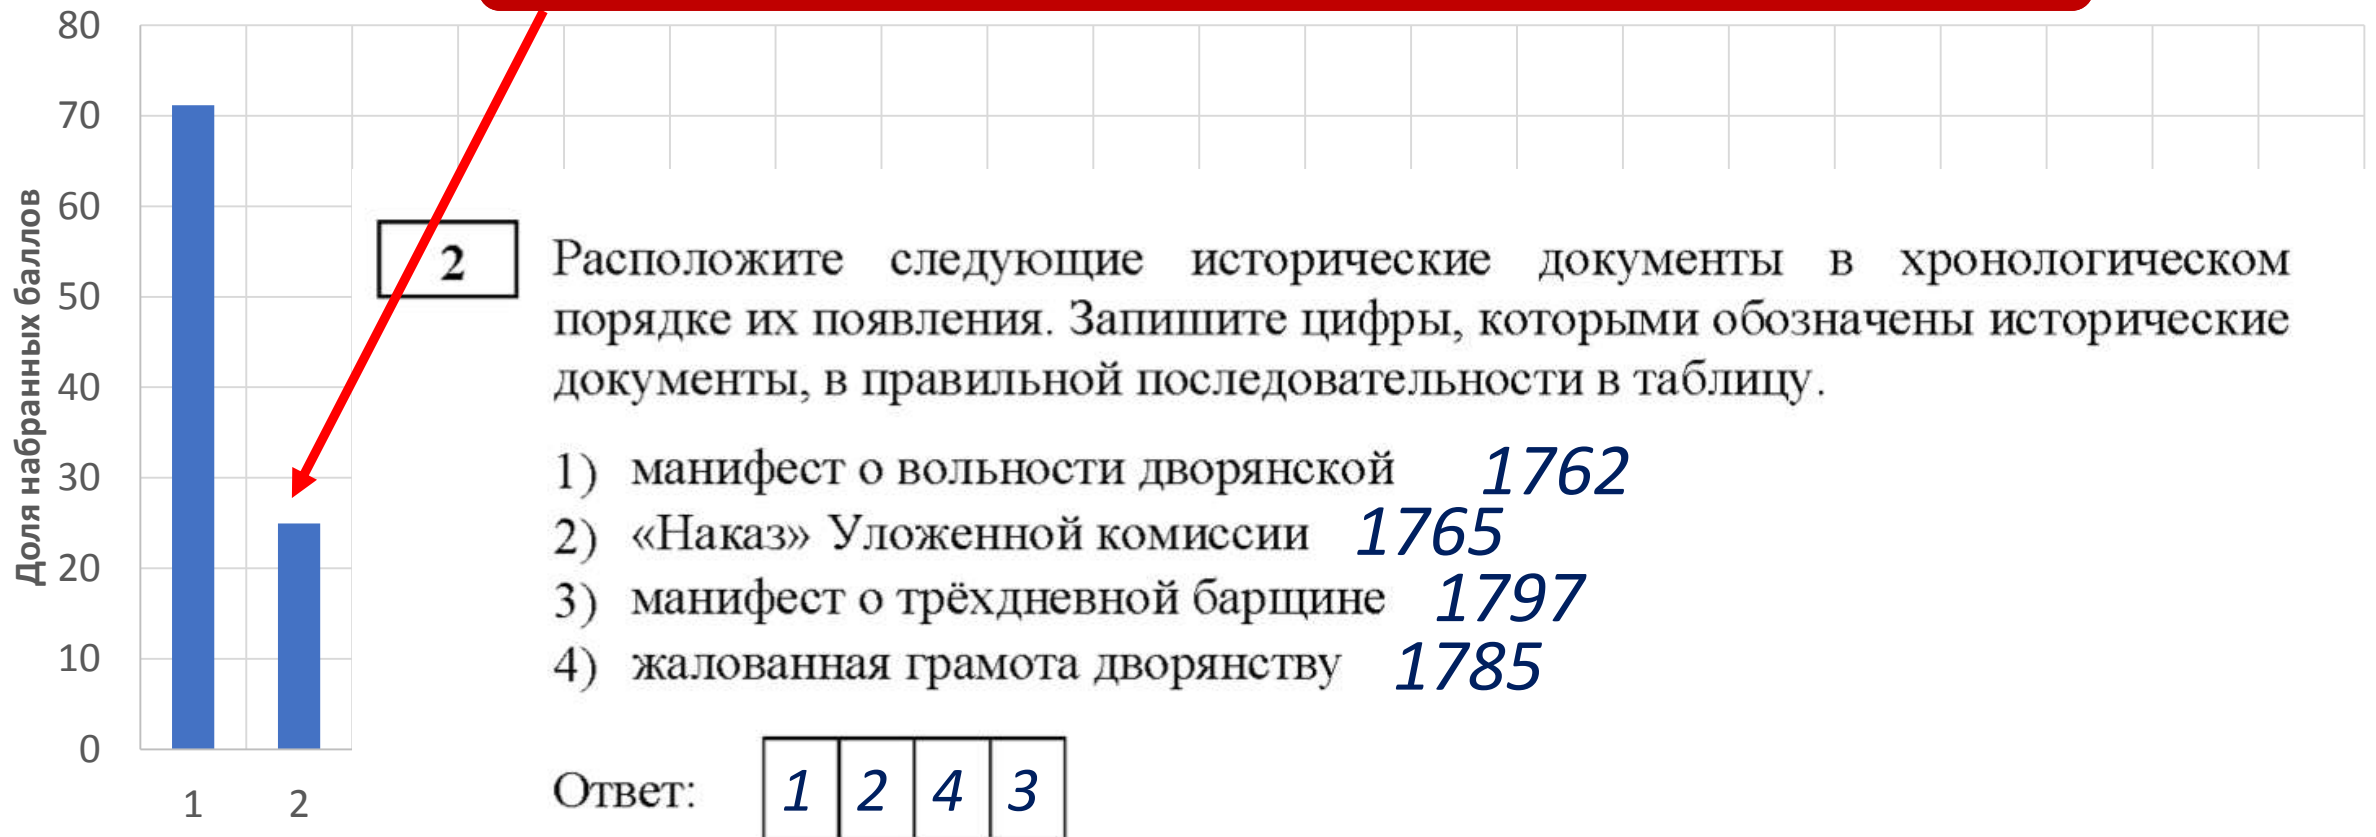 80
70
60
50
40
30
20
10
0
Доля набранных баллов
1 2
2
Расположите следующие исторические документы в хронологическом
порядке их появления. Запишите цифры, которыми обозначены исторические
документы, в правильной последовательности в таблицу.
1) манифест о вольности дворянской 1762
2) «Наказ» Уложенной комиссии 1765
3) манифест о трёхдневной барщине 1797
4) жалованная грамота дворянству 1785
Ответ: 1 2 4 3